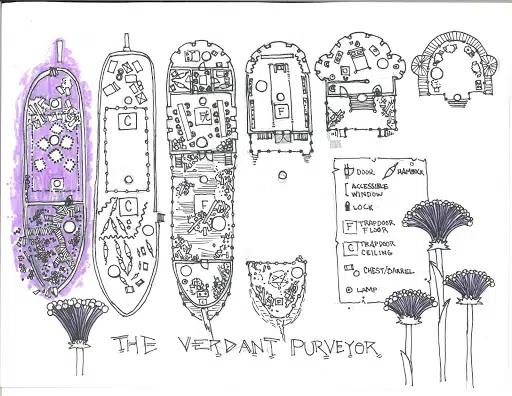 C
C
F
F
DOOR
HAMMOCK
ACCESSIBLE
WINDOW
LOCK
F TRAPDOOR
FLOOR
C TRAPDOOR
CEILING
CHEST/BARREL
LAMP
THE VERDANT PURVEYOR